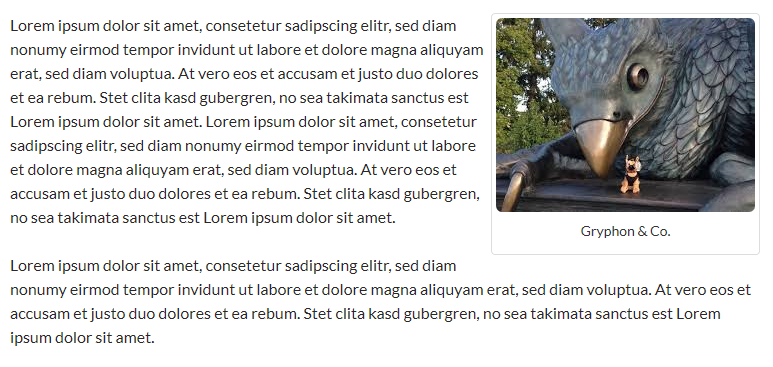 Lorem ipsum dolor sit amet, consetetur sadipscing elitr, sed diam
nonumy eirmod tempor invidunt ut labore et dolore magna aliquyam
erat, sed diam voluptua. At vero eos et accusam et justo duo dolores
et ea rebum. Stet clita kasd gubergren, no sea takimata sanctus est
Lorem ipsum dolor sit amet. Lorem ipsum dolor sit amet, consetetur
sadipscing elitr, sed diam nonumy eirmod tempor invidunt ut labore
et dolore magna aliquyam erat, sed diam voluptua. At vero eos et
accusam et justo duo dolores et ea rebum. Stet clita kasd gubergren,
no sea takimata sanctus est Lorem ipsum dolor sit amet.
Gryphon & Co.
Lorem ipsum dolor sit amet, consetetur sadipscing elitr, sed diam
nonumy eirmod tempor invidunt ut labore et dolore magna aliquyam erat, sed diam voluptua. At vero eos et
accusam et justo duo dolores et ea rebum. Stet clita kasd gubergren, no sea takimata sanctus est Lorem
ipsum dolor sit amet.